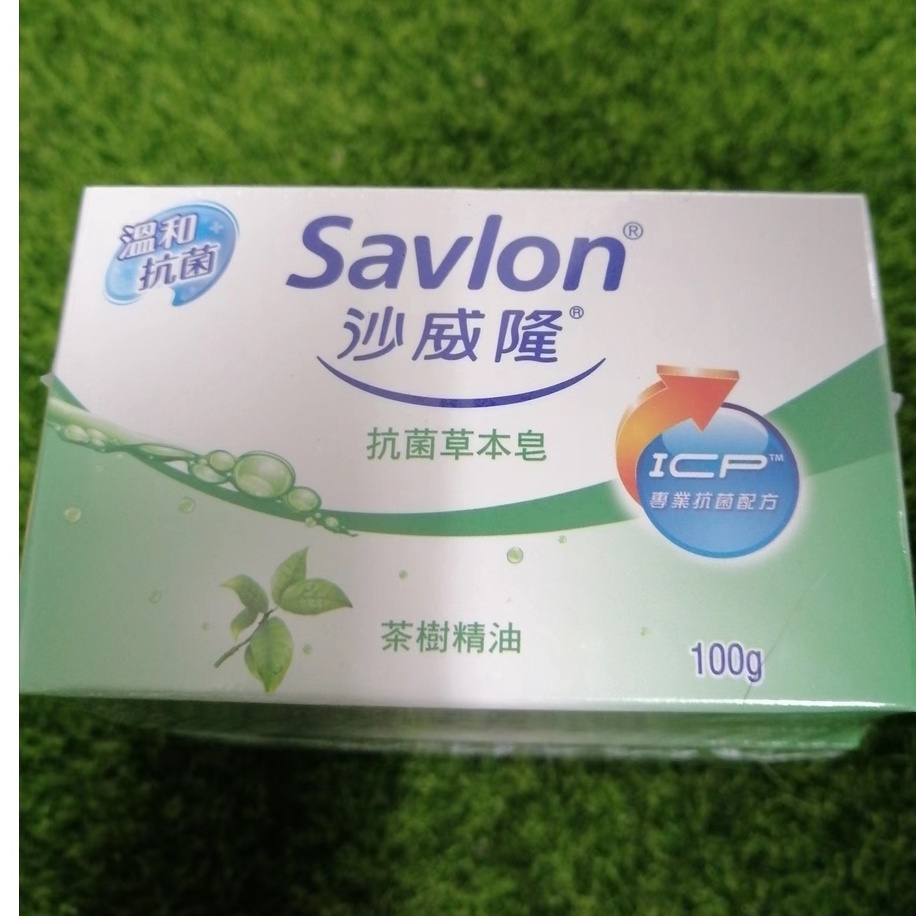 溫和
抗菌
Savlon®
沙威隆®
抗菌草本皂
ICP™
專業抗菌配方
茶樹精油
100g